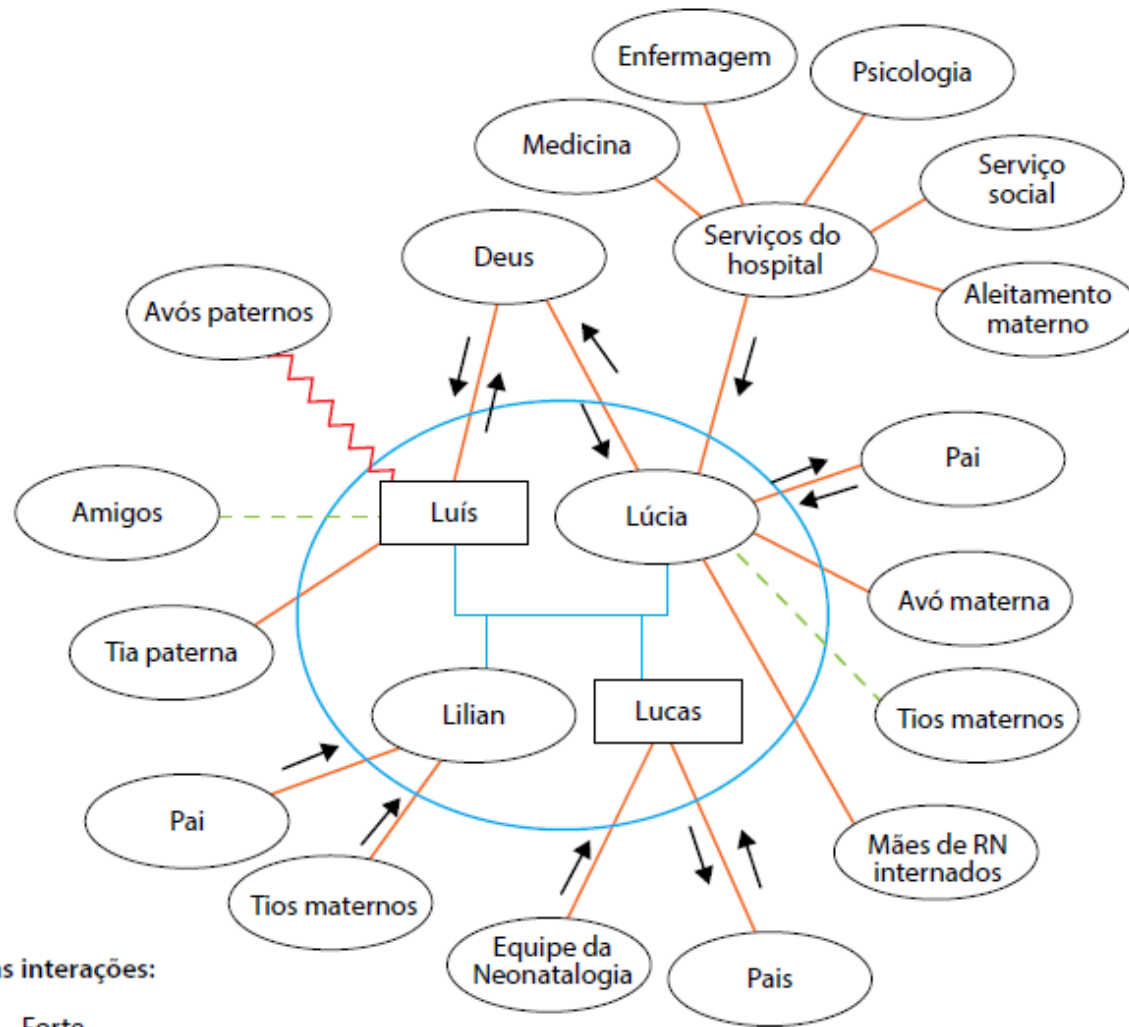 Enfermagem
Psicologia
Medicina
Serviço
social
Serviços do
hospital
Deus
Aleitamento
materno
Avós paternos
Pai
Amigos
Luís
Lúcia
Avó materna
Tia paterna
Lilian
Lucas
Tios maternos
Pai
Mães de RN
internados
Tios maternos
Equipe da
Neonatalogia
Pais
as interações:
Forte